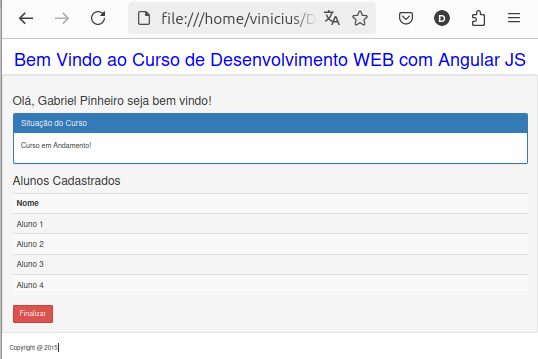 file:///home/vinicius/D
Bem Vindo ao Curso de Desenvolvimento WEB com Angular JS
Olá, Gabriel Pinheiro seja bem vindo!
Situação do Curso
Curso em Andamento!
Alunos Cadastrados
Nome
Aluno 1
Aluno 2
Aluno 3
Aluno 4
Finalizar
Copyright @ 2015